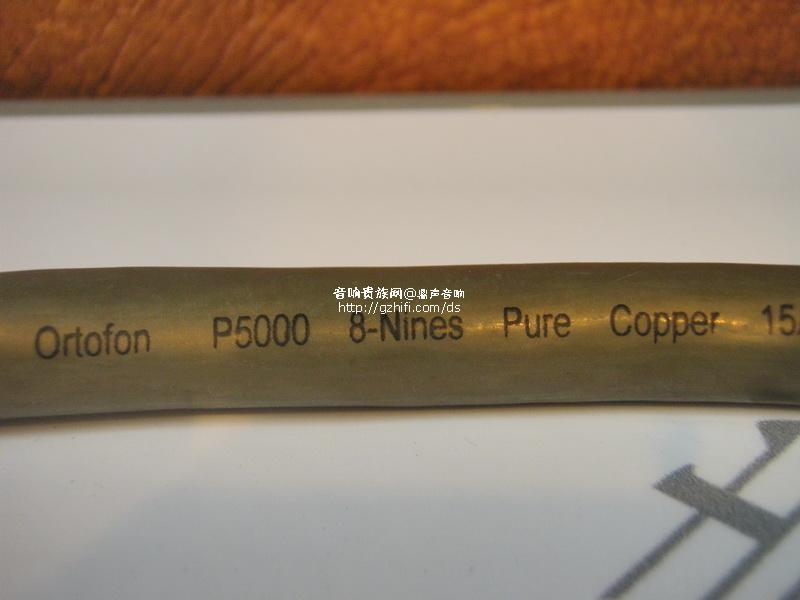 音响贵族网@鼎声音响
http://gzhifi.com/ds
Ortofon P5000 8-Nines Pure Copper 15